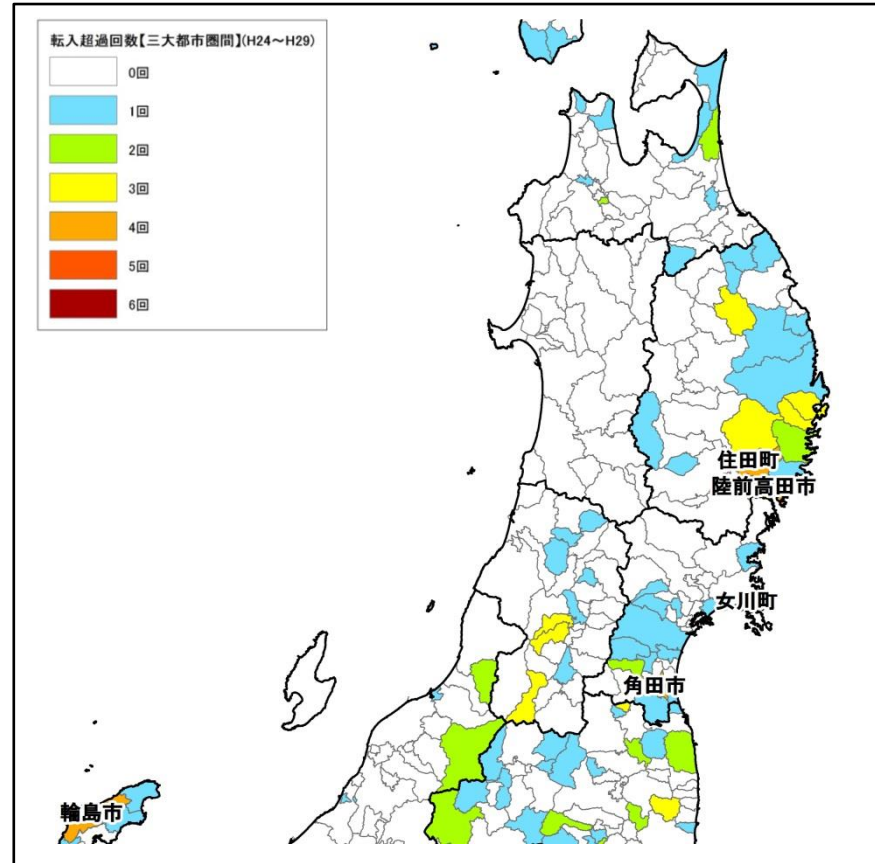 転入超過回数【三大都市圏間】(H24～H29)
0回
1回
2回
3回
4回
5回
6回
住田町
陸前高田市
女川町
角田市
輪島市